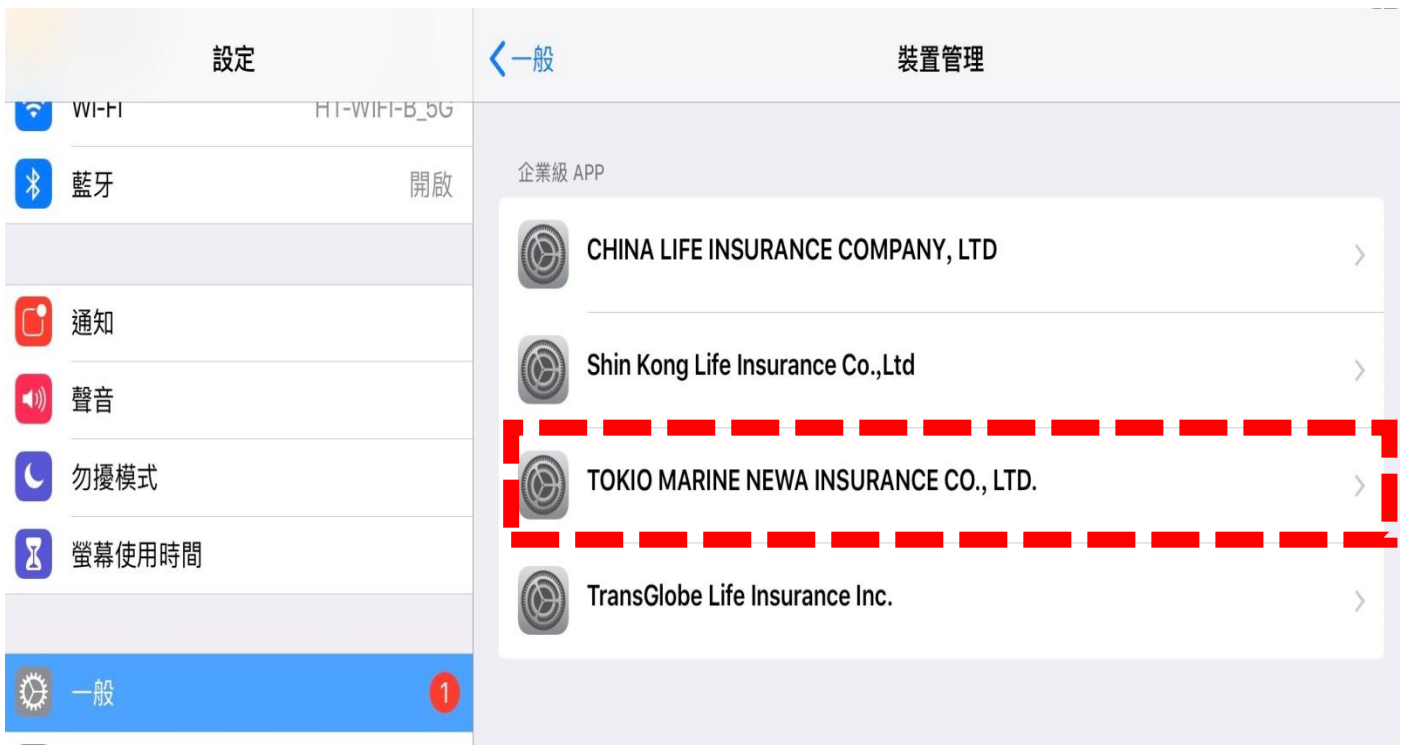 設定
WI-FI HT-WIFI-B_5G
藍牙 開啟
通知
聲音
勿擾模式
螢幕使用時間
一般 1
一般 裝置管理
企業級 APP
CHINA LIFE INSURANCE COMPANY, LTD
Shin Kong Life Insurance Co.,Ltd
TOKIO MARINE NEWA INSURANCE CO., LTD.
TransGlobe Life Insurance Inc.